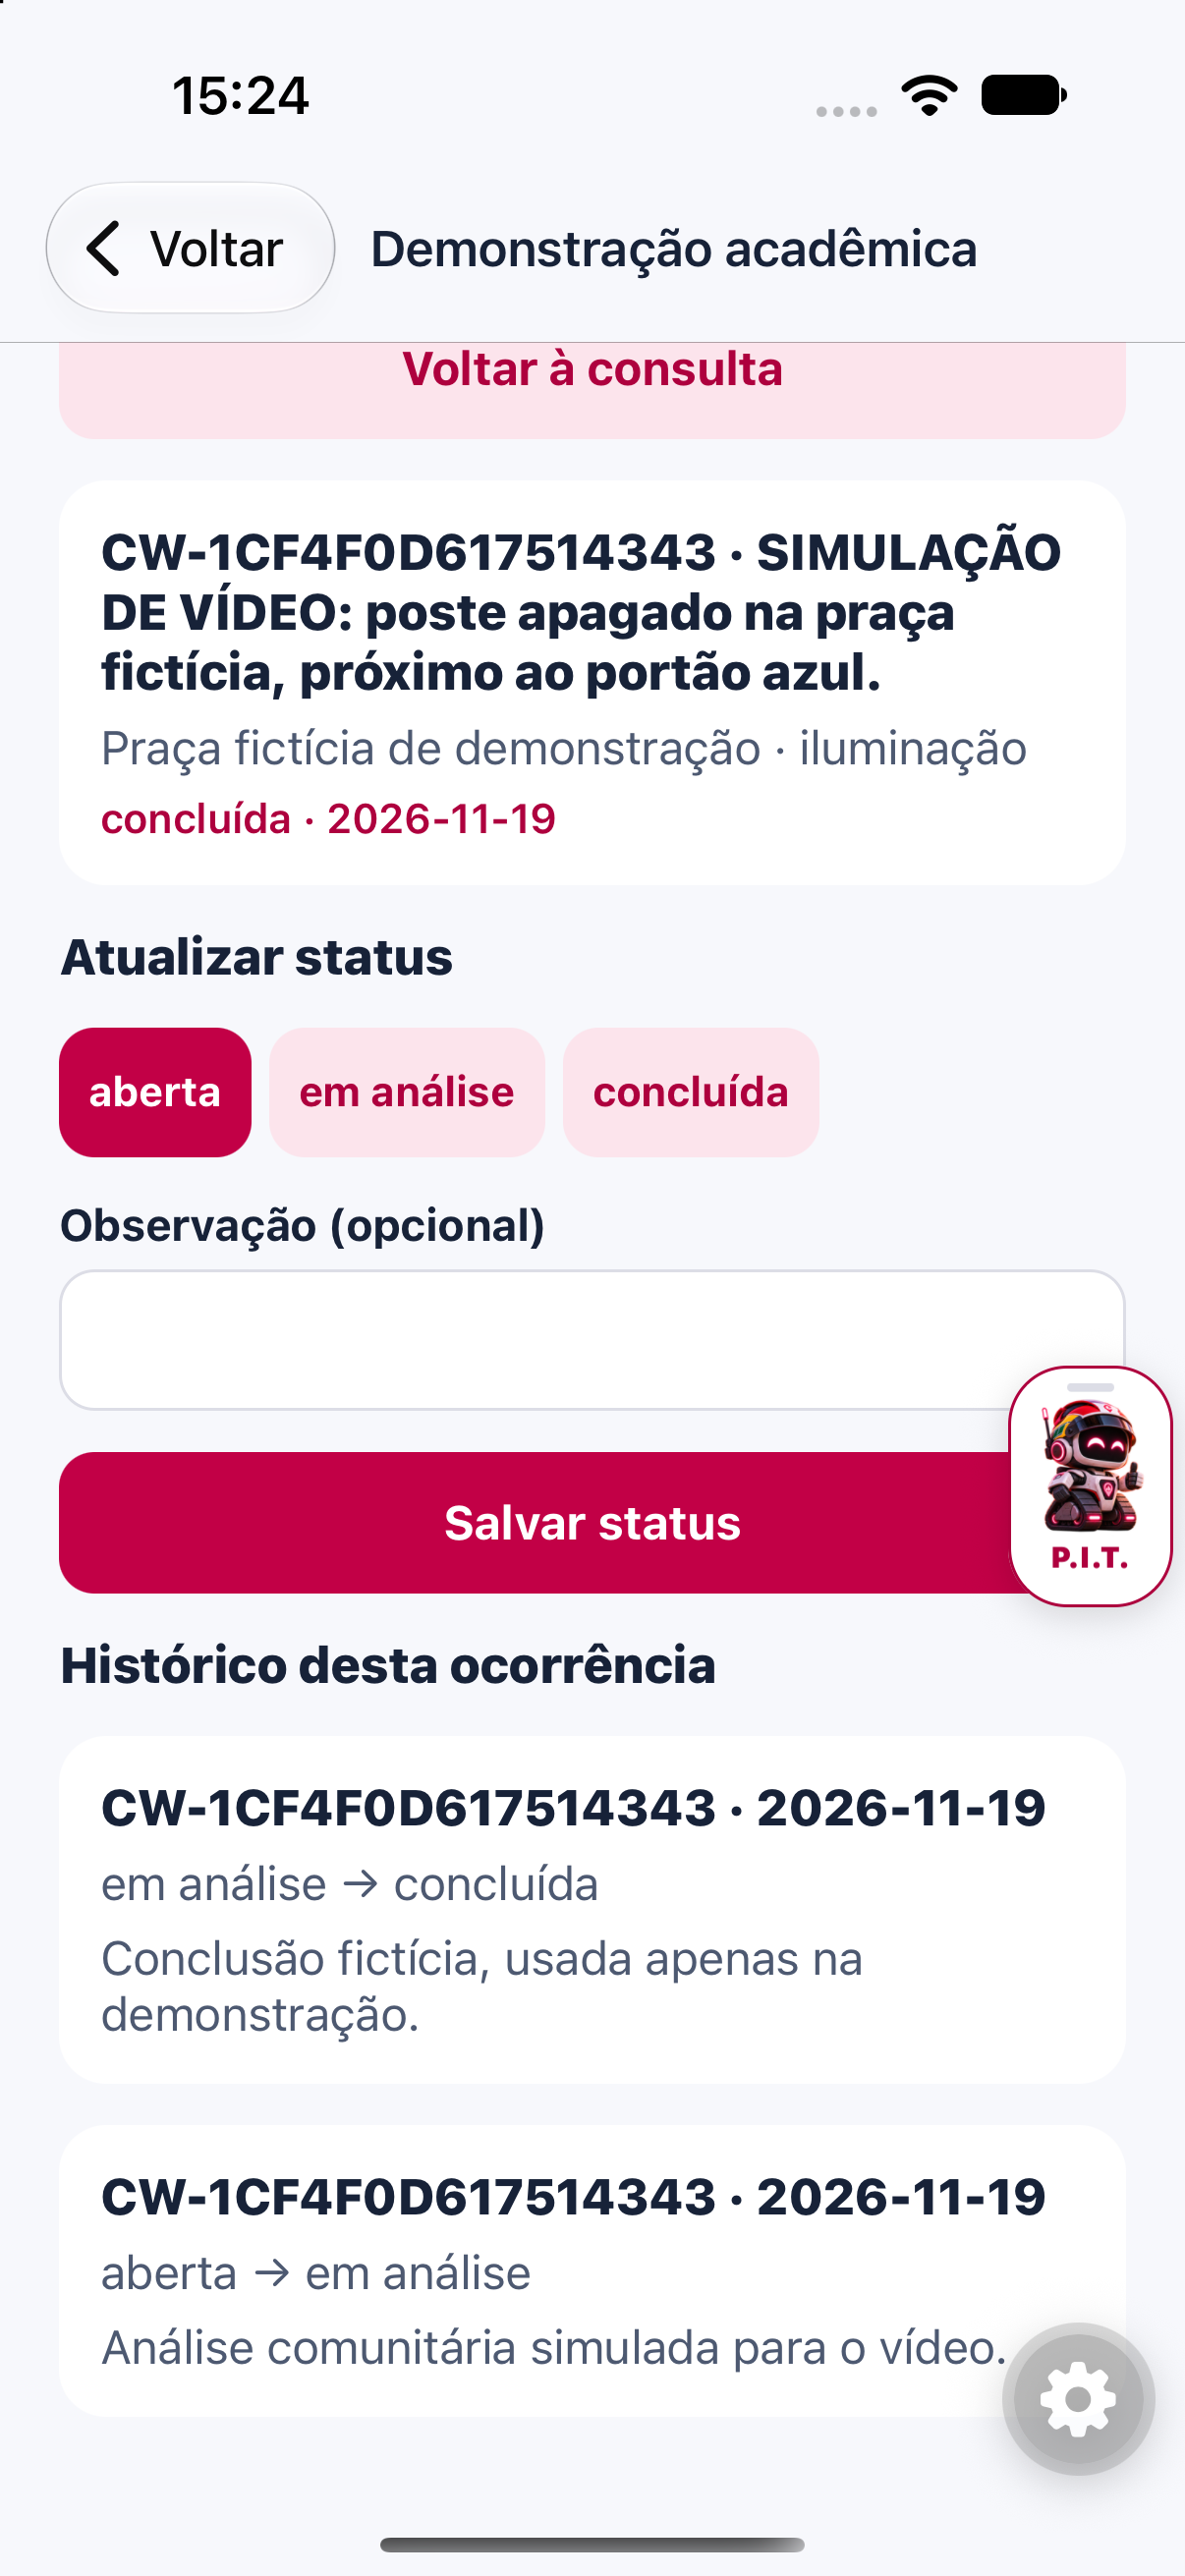 15:24
Voltar
Demonstração acadêmica
Voltar à consulta
CW-1CF4F0D617514343 · SIMULAÇÃO
DE VÍDEO: poste apagado na praça
fictícia, próximo ao portão azul.
Praça fictícia de demonstração · iluminação
concluída · 2026-11-19
Atualizar status
aberta
em análise
concluída
Observação (opcional)
Salvar status
P.I.T.
Histórico desta ocorrência
CW-1CF4F0D617514343 · 2026-11-19
em análise → concluída
Conclusão fictícia, usada apenas na
demonstração.
CW-1CF4F0D617514343 · 2026-11-19
aberta → em análise
Análise comunitária simulada para o vídeo.